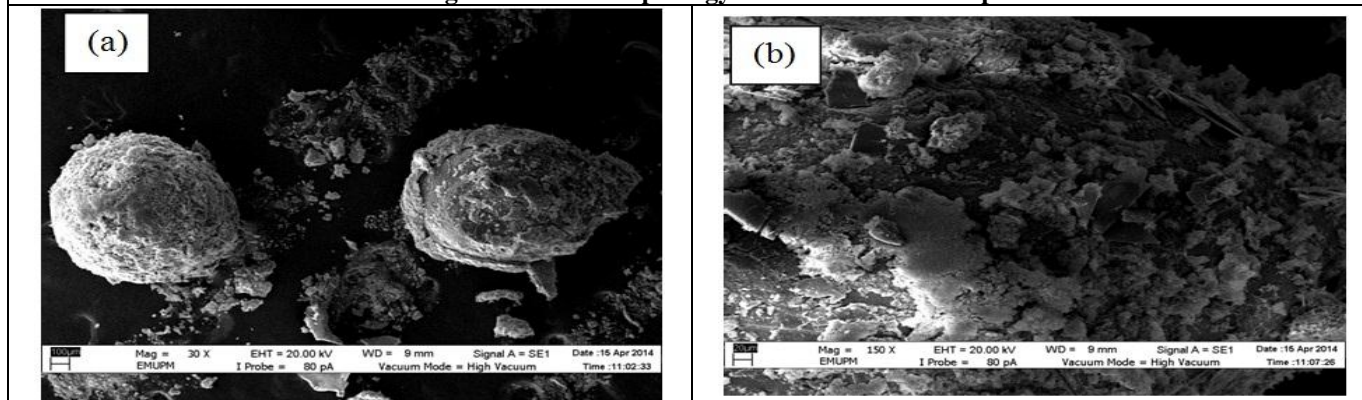 (a)
100µm
Mag = 30 X EHT = 20.00 kV WD = 9 mm Signal A = SE1 Date :15 Apr 2014
EMUPM I Probe = 80 pA Vacuum Mode = High Vacuum Time :11:02:33
(b)
20µm
Mag = 150 X EHT = 20.00 kV WD = 9 mm Signal A = SE1 Date :15 Apr 2014
EMUPM I Probe = 80 pA Vacuum Mode = High Vacuum Time :11:07:26